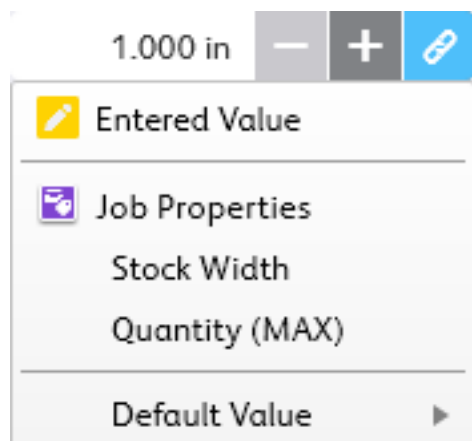 1.000 in
Entered Value
Job Properties
Stock Width
Quantity (MAX)
Default Value